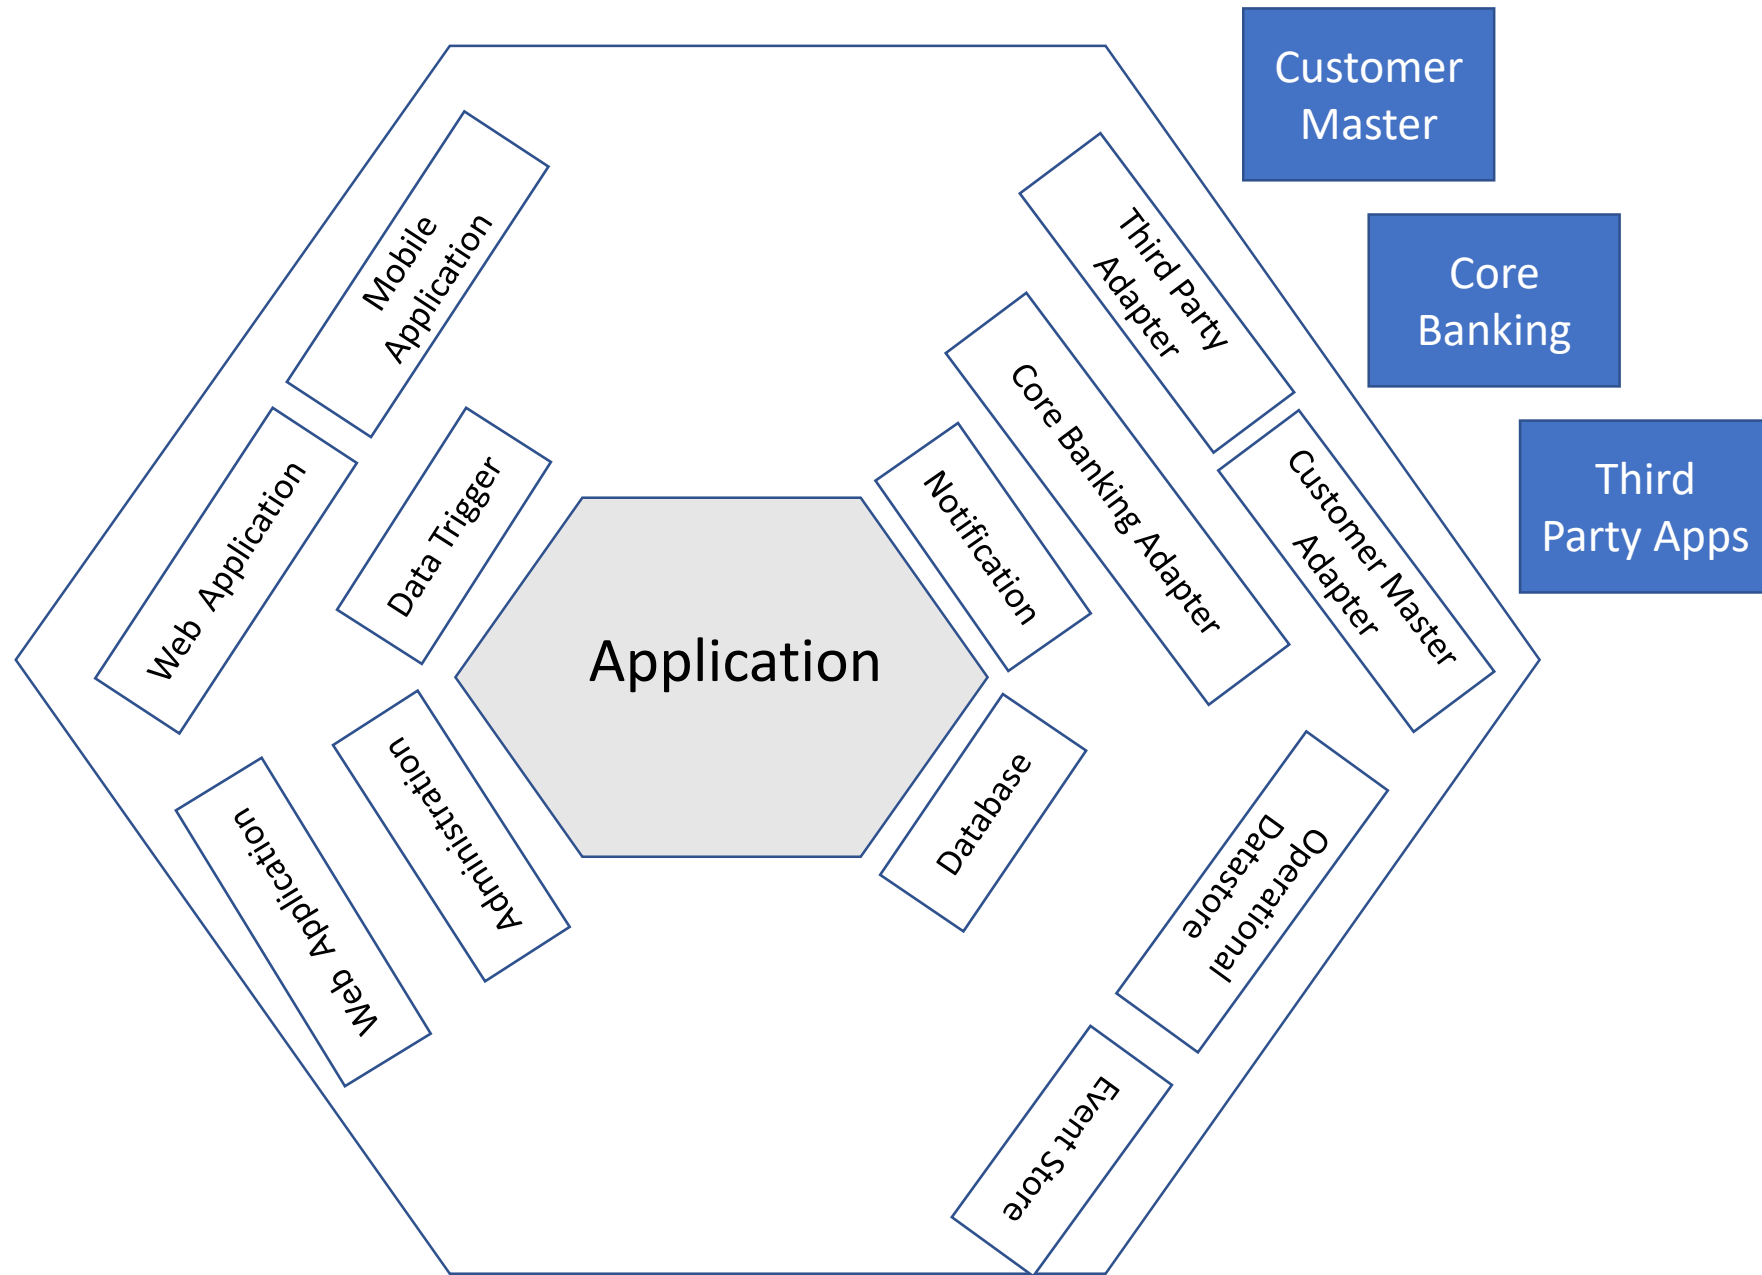 Customer
Master
Core
Banking
Third
Party Apps
Mobile
Application
Third Party
Adapter
Web  Application
Data Trigger
Notification
Core Banking Adapter
Customer Master
Adapter
Application
Administration
Web Application
Database
Operational
Datastore
Event Store